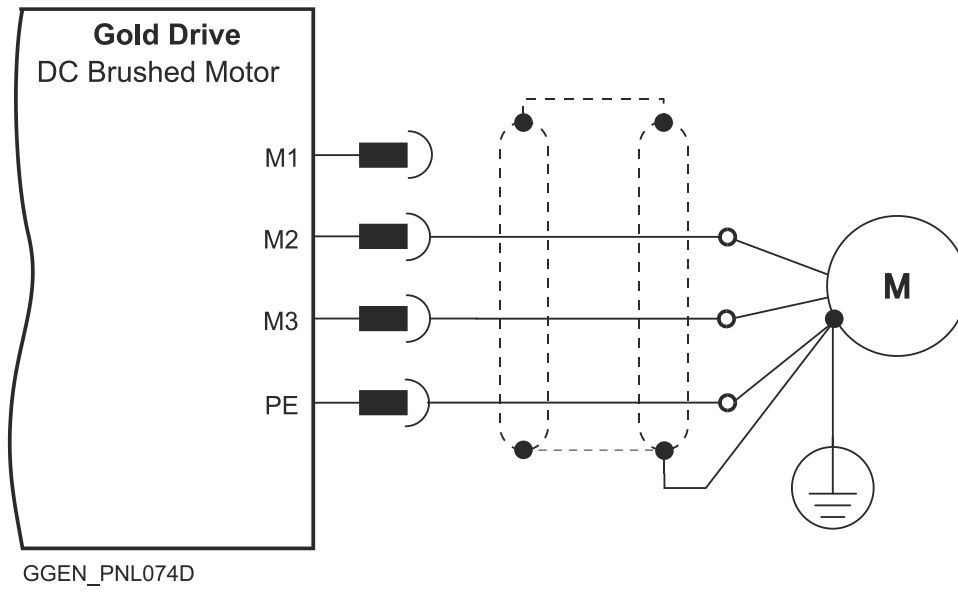 Gold Drive
DC Brushed Motor
M1
M2
M3
PE
M
GGEN_PNL074D